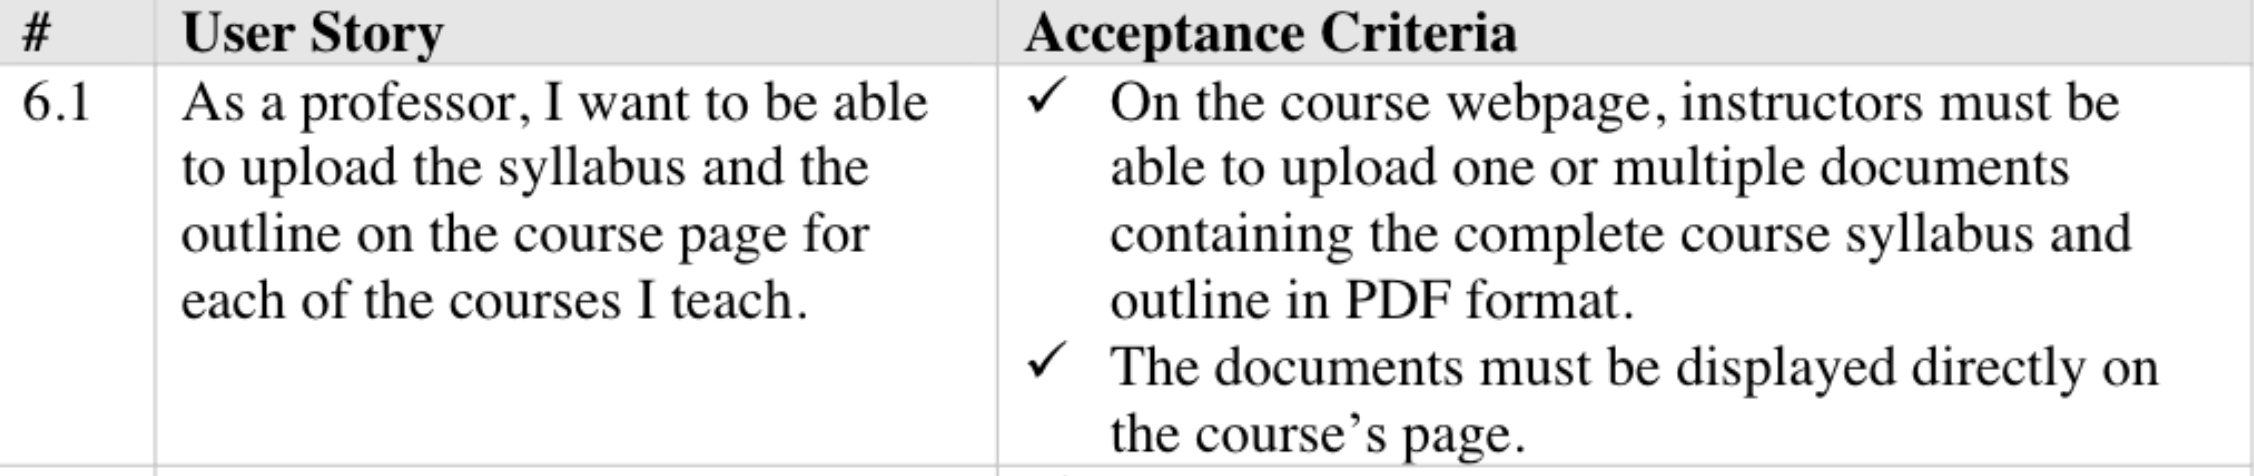 # User Story Acceptance Criteria
6.1 As a professor, I want to be able
to upload the syllabus and the
outline on the course page for
each of the courses I teach.
✓ On the course webpage, instructors must be
able to upload one or multiple documents
containing the complete course syllabus and
outline in PDF format.
✓ The documents must be displayed directly on
the course’s page.